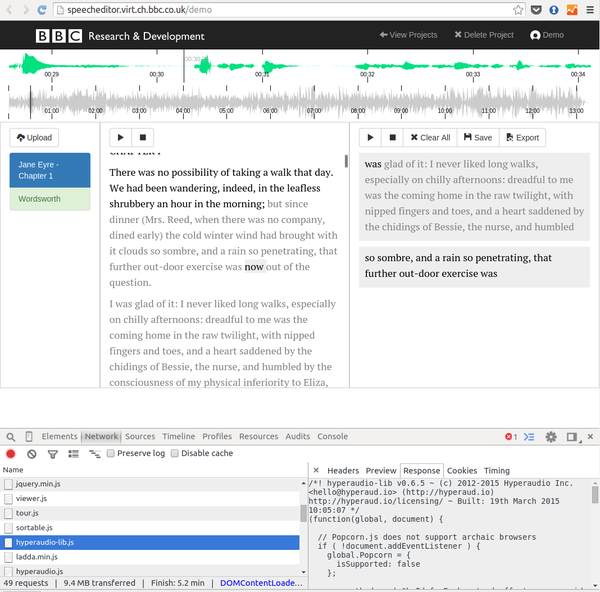 speecheditor.virt.ch.bbc.co.uk/demo
BBC Research & Development
View Projects
Delete Project
Demo
00:30
00:29 00:30 00:31 00:32 00:33 00:34
01:00 02:00 03:00 04:00 05:00 06:00 07:00 08:00 09:00 10:00 11:00 12:00 13:00
Upload
Jane Eyre -
Chapter 1
Wordsworth
There was no possibility of taking a walk that day.
We had been wandering, indeed, in the leafless
shrubbery an hour in the morning; but since
dinner (Mrs. Reed, when there was no company,
dined early) the cold winter wind had brought with
it clouds so sombre, and a rain so penetrating, that
further out-door exercise was now out of the
question.
I was glad of it: I never liked long walks, especially
on chilly afternoons: dreadful to me was the
coming home in the raw twilight, with nipped
fingers and toes, and a heart saddened by the
chidings of Bessie, the nurse, and humbled by the
consciousness of my physical inferiority to Eliza,
Clear All
Save
Export
was glad of it: I never liked long walks,
especially on chilly afternoons: dreadful to me
was the coming home in the raw twilight, with
nipped fingers and toes, and a heart saddened by
the chidings of Bessie, the nurse, and humbled
so sombre, and a rain so penetrating, that
further out-door exercise was
Elements Network Sources Timeline Profiles Resources Audits Console
1
Preserve log
Disable cache
Name
jquery.min.js
viewer.js
tour.js
sortable.js
hyperaudio-lib.js
ladda.min.js
hyperaudio.js
49 requests | 9.4 MB transferred | Finish: 5.2 min | DOMContentLoade...
× Headers Preview Response Cookies Timing
/*! hyperaudio-lib v0.6.5 ~ (c) 2012-2015 Hyperaudio Inc.
<hello@hyperaud.io> (http://hyperaud.io)
http://hyperaud.io/licensing/ ~ Built: 19th March 2015
10:05:07 */
(function(global, document) {
// Popcorn.js does not support archaic browsers
if ( !document.addEventListener ) {
global.Popcorn = {
isSupported: false
};